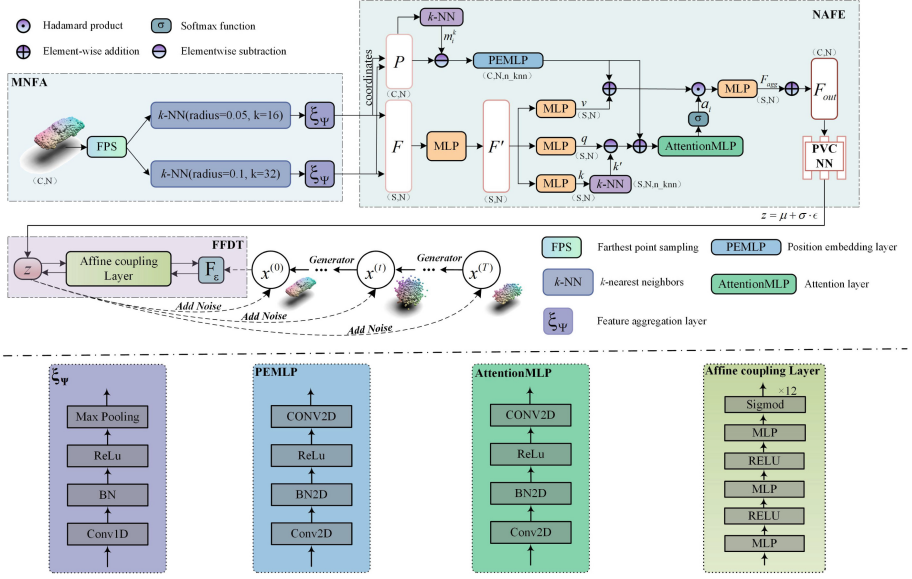 Hadamard product
σ Softmax function
Element-wise addition
Elementwise subtraction
NAFE
MNFA
FPS
(C,N)
k-NN(radius=0.05, k=16)
ξΨ
k-NN(radius=0.1, k=32)
ξΨ
coordinates
P
(C,N)
k-NN
m_i^k
PEMLP
(C,N,n_knn)
F
(S,N)
MLP
F'
(S,N)
MLP
v
(S,N)
MLP
q
(S,N)
MLP
k
(S,N)
k-NN
k'
(S,N,n_knn)
AttentionMLP
σ
a_i
MLP
F_agg
(S,N)
(C,N)
F_out
PVC
NN
z = μ + σ · ϵ
FFDT
z
Affine coupling
Layer
F_ε
x^(0)
Generator
...
x^(t)
Generator
...
x^(T)
Add Noise
Add Noise
Add Noise
FPS Farthest point sampling
PEMLP Position embedding layer
k-NN k-nearest neighbors
AttentionMLP Attention layer
ξΨ Feature aggregation layer
ξΨ
Max Pooling
ReLu
BN
Conv1D
PEMLP
CONV2D
ReLu
BN2D
Conv2D
AttentionMLP
CONV2D
ReLu
BN2D
Conv2D
Affine coupling Layer
×12
Sigmod
MLP
RELU
MLP
RELU
MLP